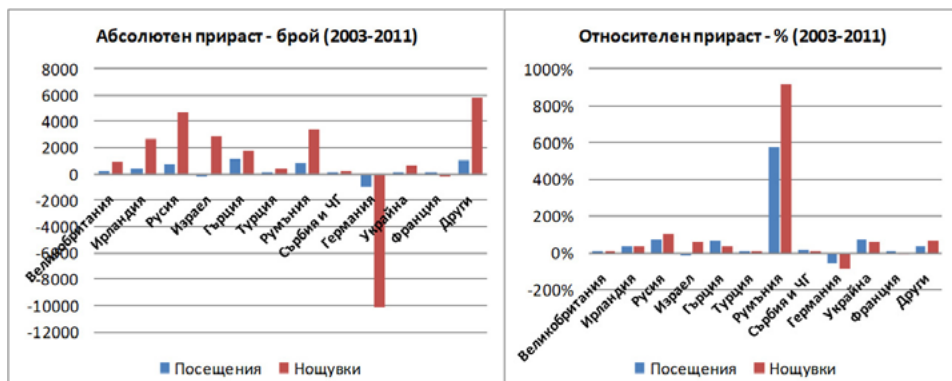 Абсолютен прираст - брой (2003-2011)
8000
6000
4000
2000
0
-2000
-4000
-6000
-8000
-10000
-12000
Великобритания
Ирландия
Русия
Израел
Гърция
Турция
Румъния
Сърбия и ЧГ
Германия
Украйна
Франция
Други
Посещения
Нощувки
Относителен прираст - % (2003-2011)
1000%
800%
600%
400%
200%
0%
-200%
Великобритания
Ирландия
Русия
Израел
Гърция
Турция
Румъния
Сърбия и ЧГ
Германия
Украйна
Франция
Други
Посещения
Нощувки